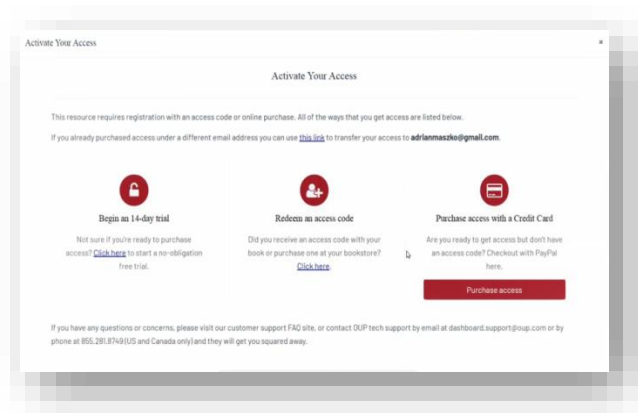 Activate Your Access
×
Activate Your Access
This resource requires registration with an access code or online purchase. All of the ways that you get access are listed below.
If you already purchased access under a different email address you can use this link to transfer your access to adrianmaszko@gmail.com.
Begin an 14-day trial
Not sure if you're ready to purchase
access? Click here to start a no-obligation
free trial.
Redeem an access code
Did you receive an access code with your
book or purchase one at your bookstore?
Click here.
Purchase access with a Credit Card
Are you ready to get access but don't have
an access code? Checkout with PayPal
here.
Purchase access
If you have any questions or concerns, please visit our customer support FAQ site, or contact OUP tech support by email at dashboard.support@oup.com or by
phone at 855.281.8749 (US and Canada only) and they will get you squared away.